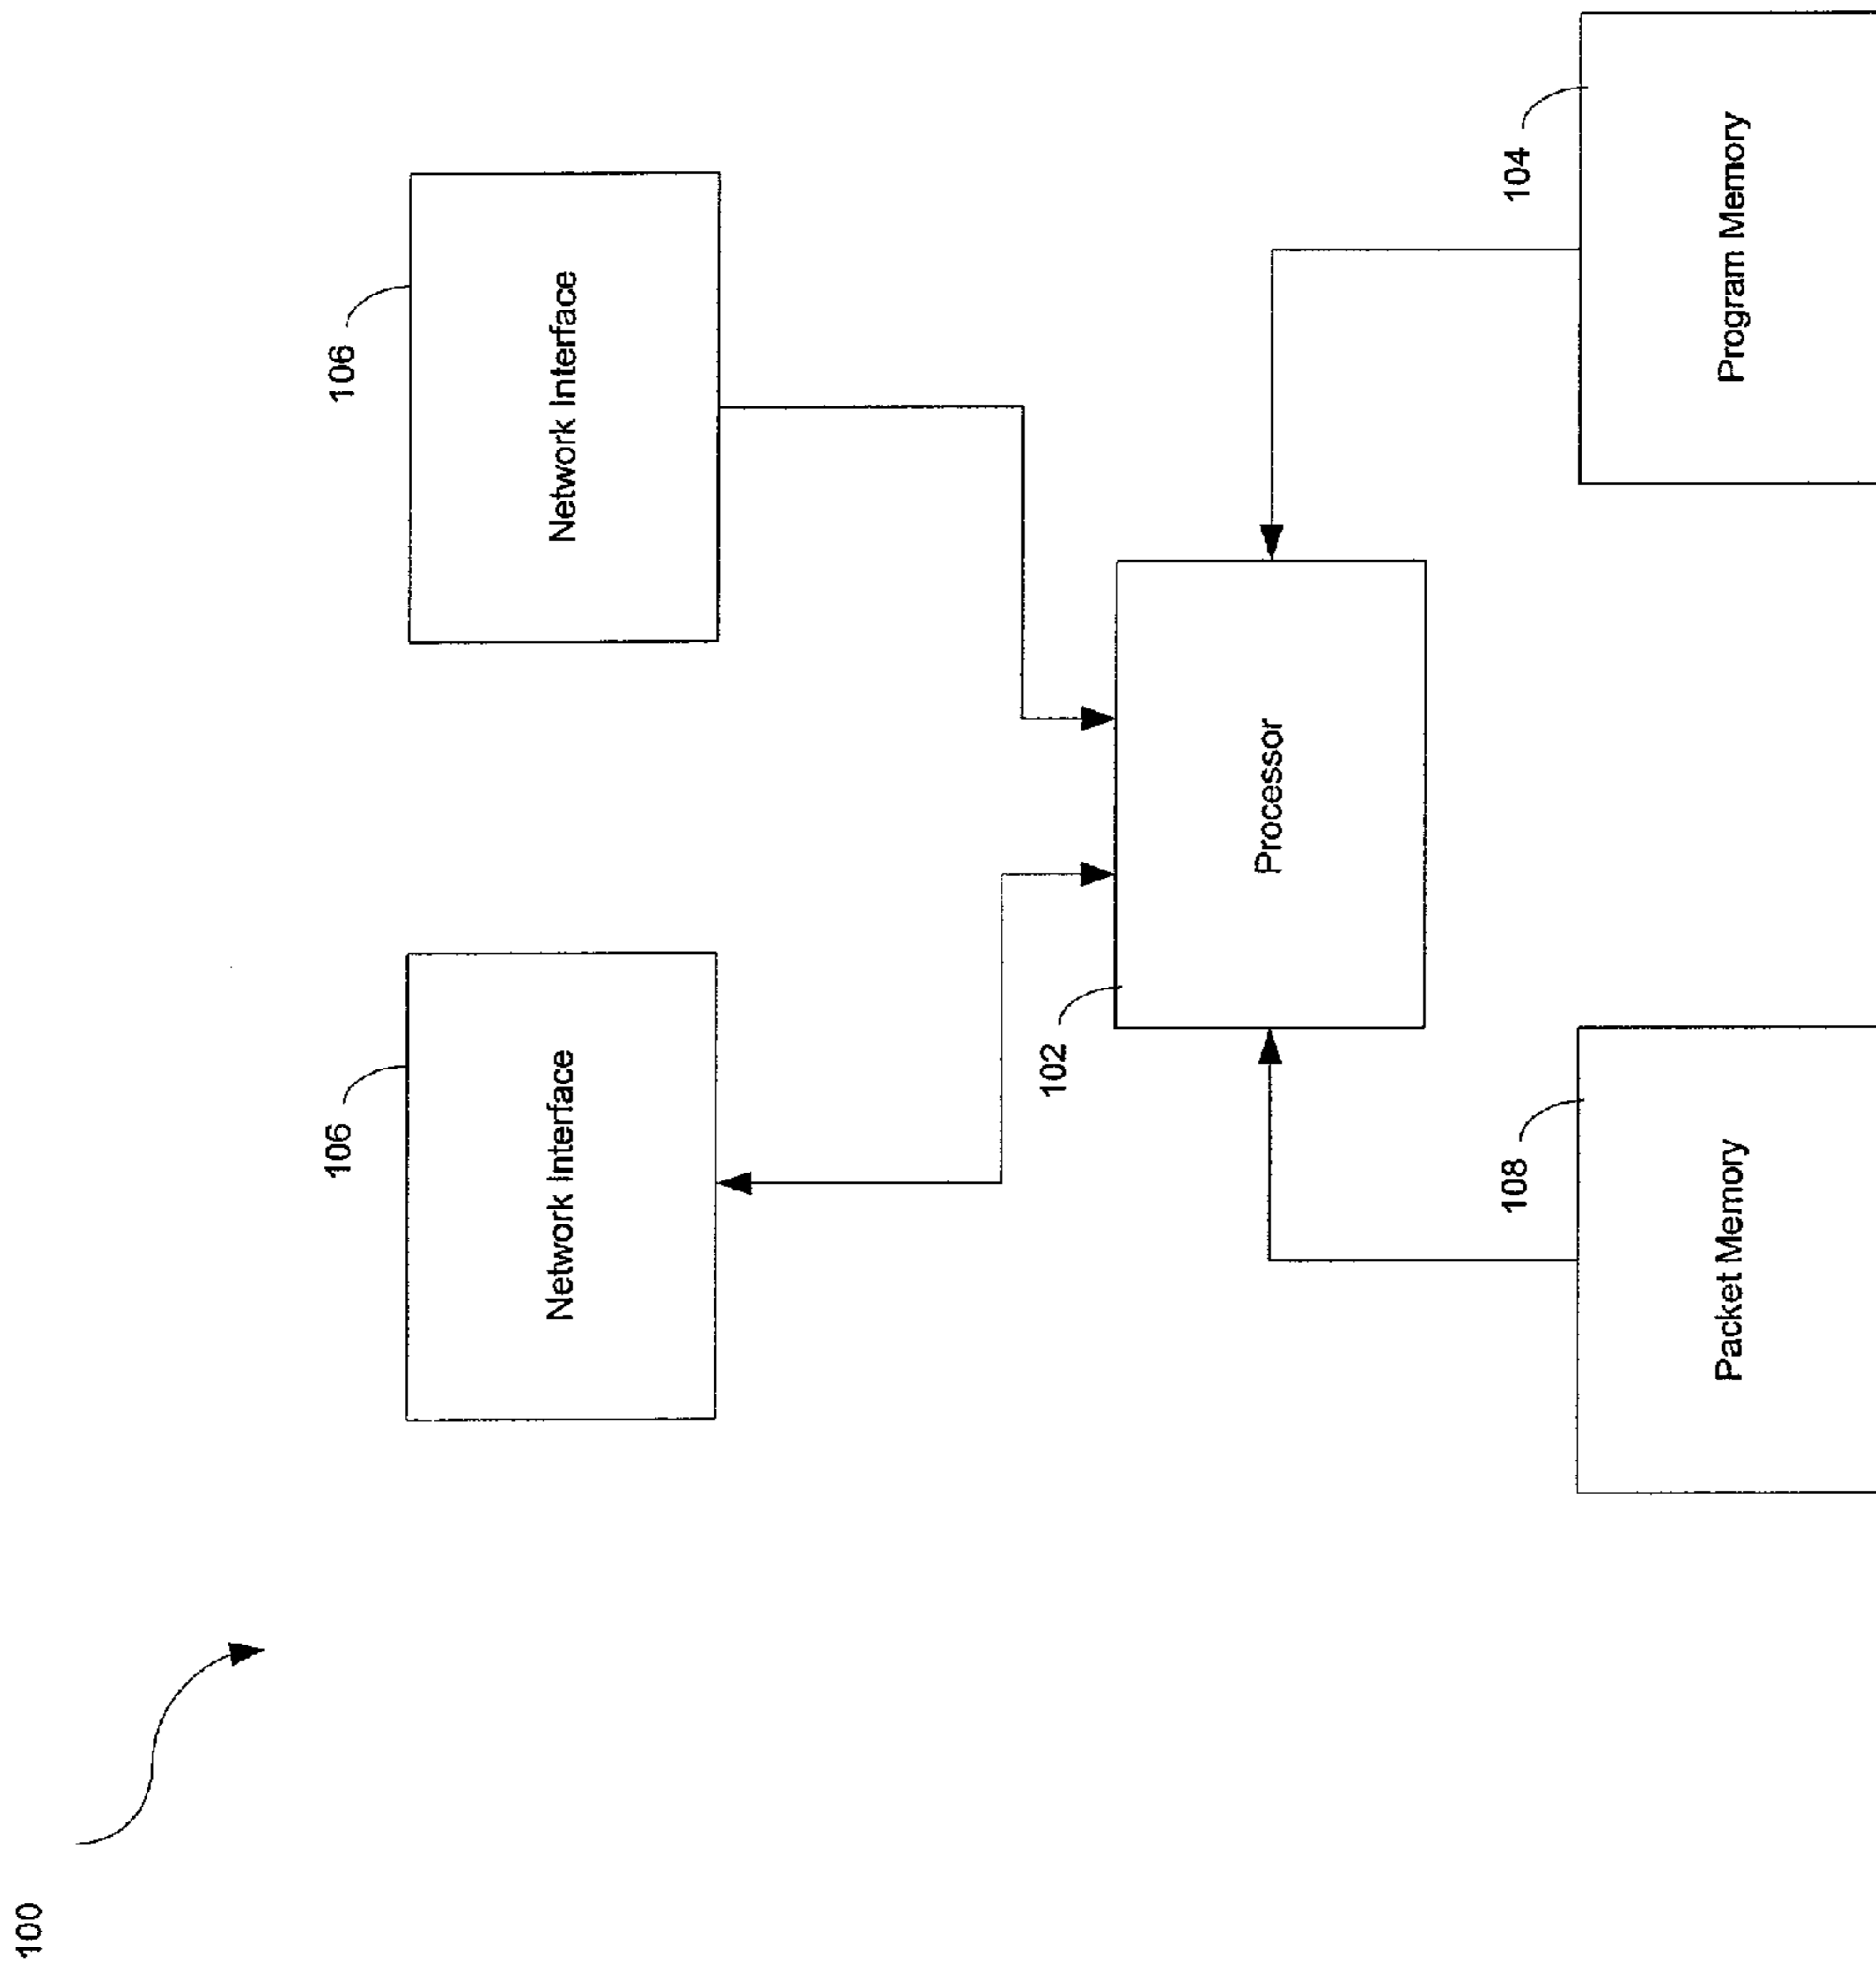 100
106
Network Interface
106
Network Interface
102
Processor
108
Packet Memory
104
Program Memory